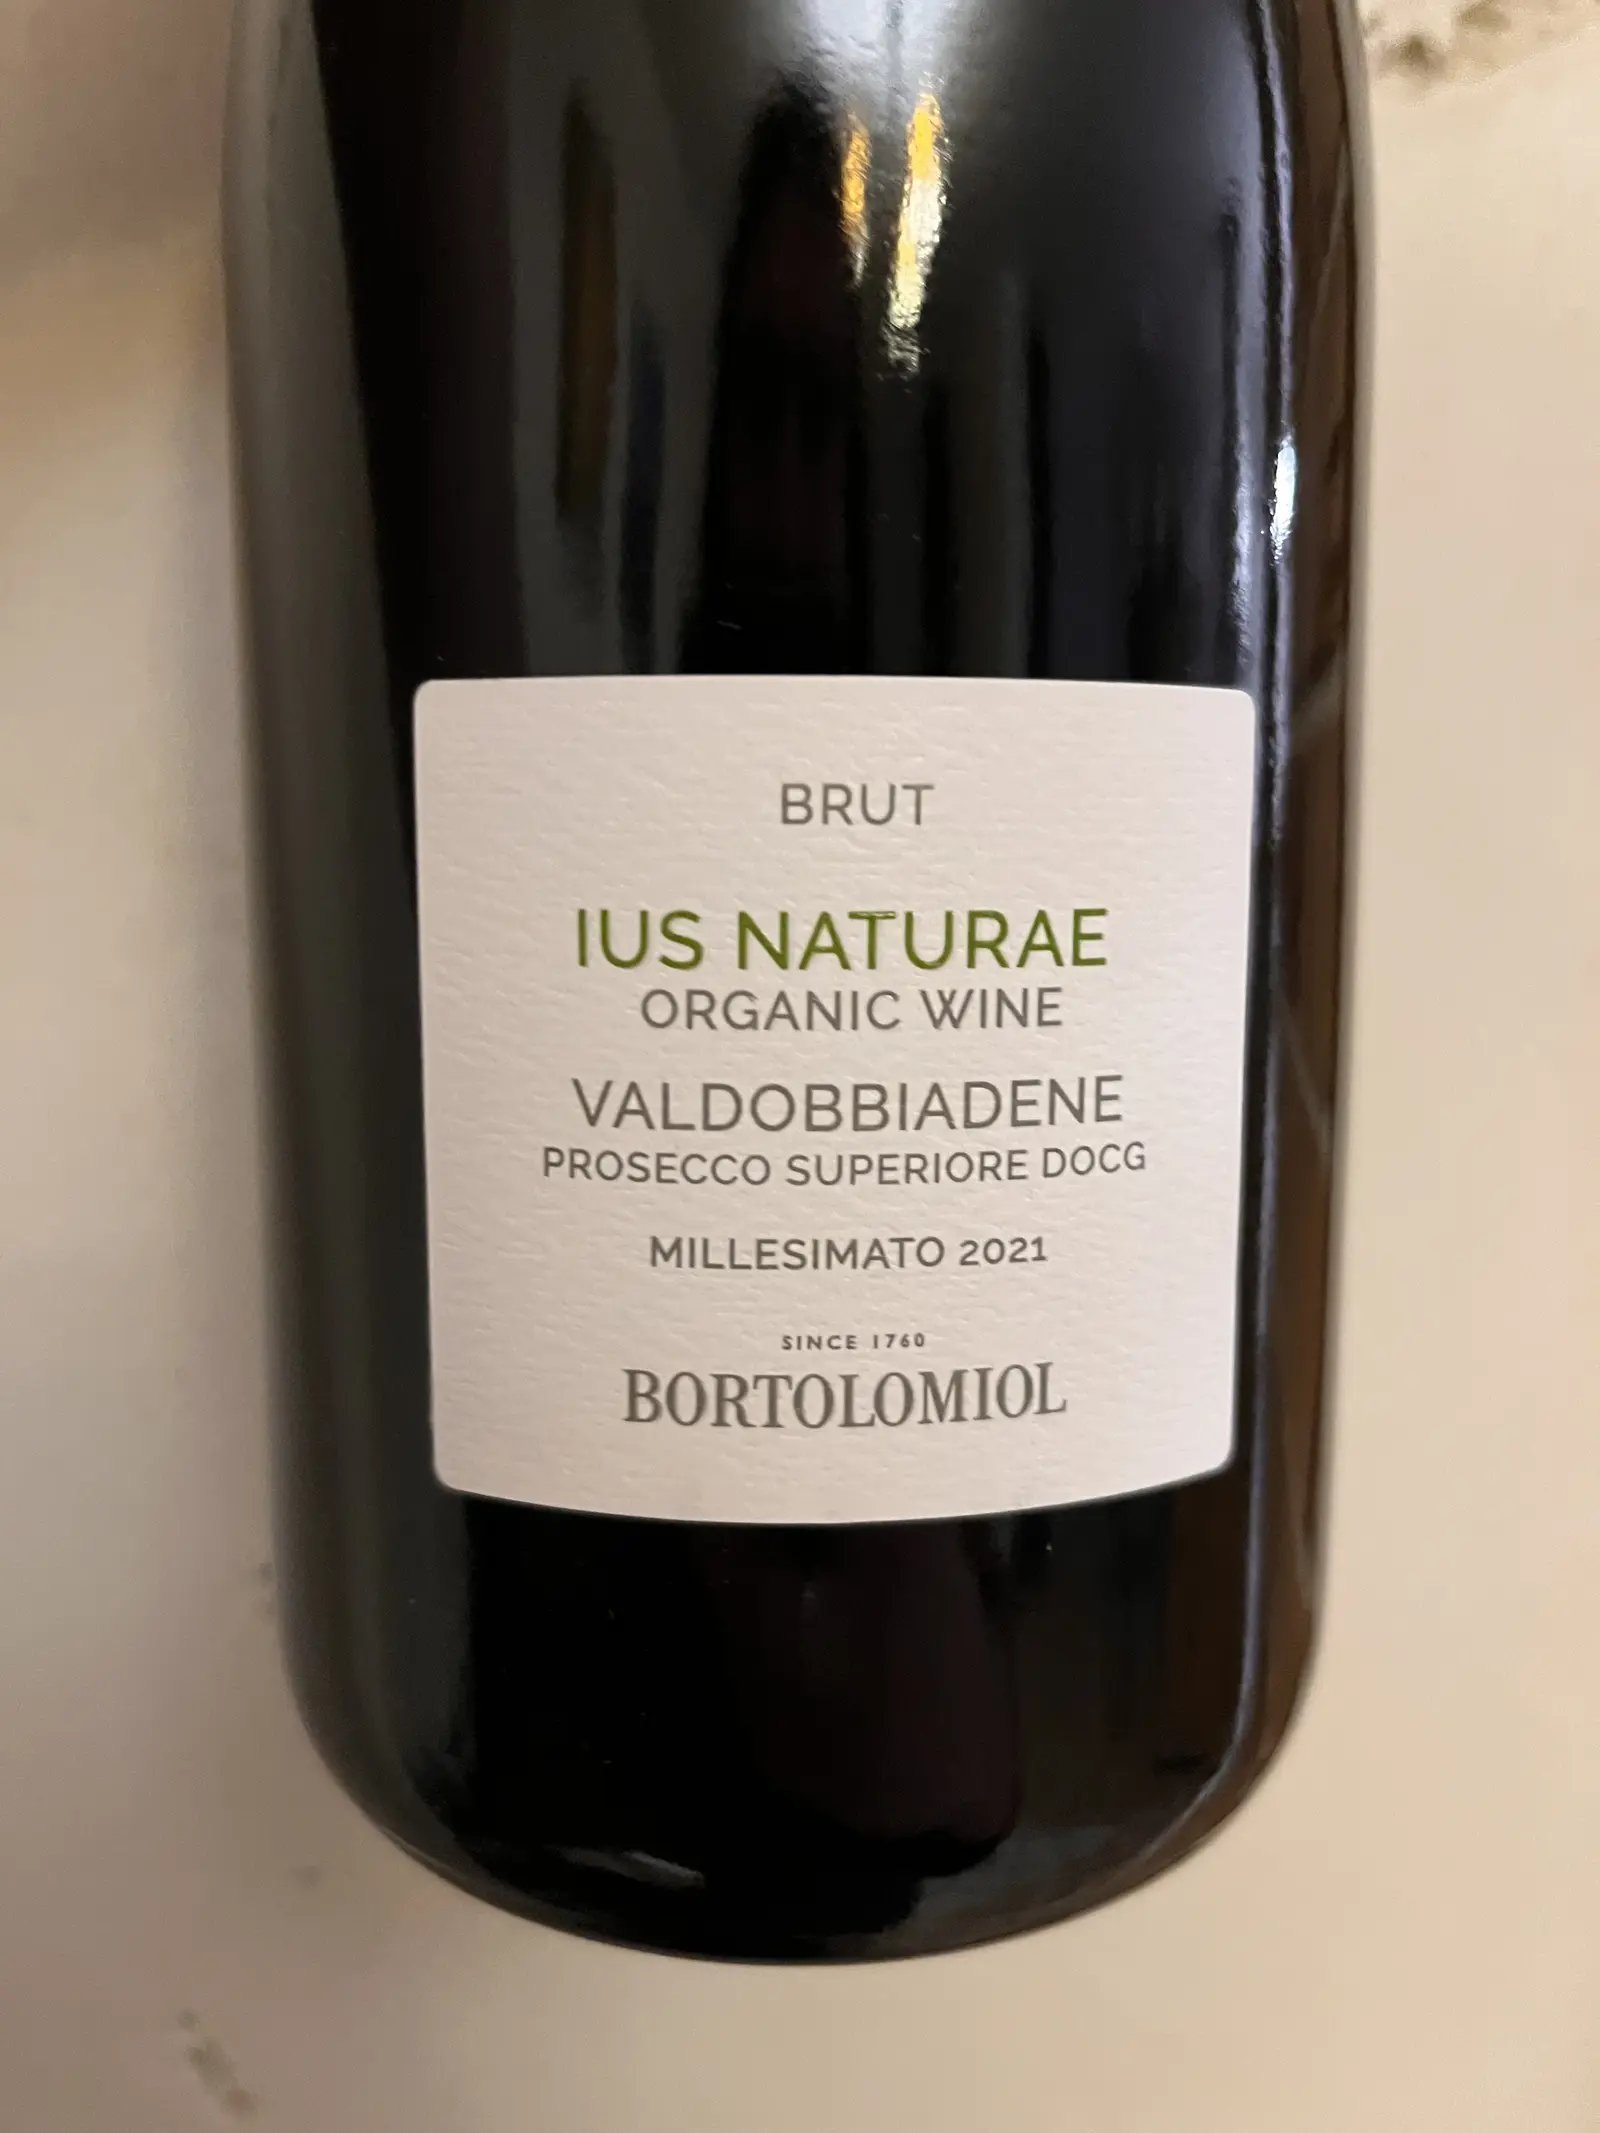 BRUT
IUS NATURAE
ORGANIC WINE
VALDOBBIADENE
PROSECCO SUPERIORE DOCG
MILLESIMATO 2021
SINCE 1760
BORTOLOMIOL